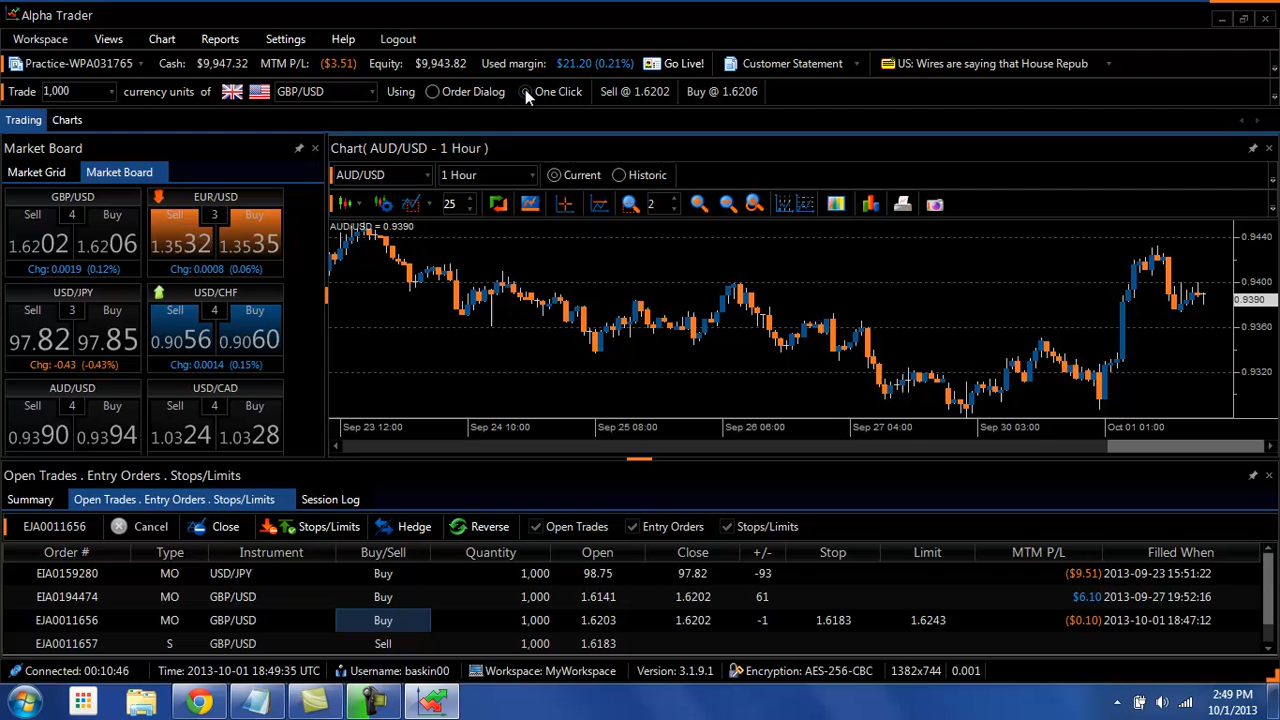 Alpha Trader
Workspace Views Chart Reports Settings Help Logout
Practice-WPA031765 Cash: $9,947.32 MTM P/L: ($3.51) Equity: $9,943.82 Used margin: $21.20 (0.21%) Go Live! Customer Statement US: Wires are saying that House Repub
Trade 1,000 currency units of GBP/USD Using Order Dialog One Click Sell @ 1.6202 Buy @ 1.6206
Trading Charts
Market Board
Market Grid Market Board
GBP/USD EUR/USD
Sell 4 Buy Sell 3 Buy
1.6202 1.6206 1.3532 1.3535
Chg: 0.0019 (0.12%) Chg: 0.0008 (0.06%)
USD/JPY USD/CHF
Sell 3 Buy Sell 4 Buy
97.82 97.85 0.9056 0.9060
Chg: -0.43 (-0.43%) Chg: 0.0014 (0.15%)
AUD/USD USD/CAD
Sell 4 Buy Sell 4 Buy
0.9390 0.9394 1.0324 1.0328
Chart( AUD/USD - 1 Hour )
AUD/USD 1 Hour Current Historic
25 2
AUD/USD = 0.9390
0.9440
0.9400
0.9390
0.9360
0.9320
Sep 23 12:00 Sep 24 10:00 Sep 25 08:00 Sep 26 06:00 Sep 27 04:00 Sep 30 03:00 Oct 01 01:00
Open Trades . Entry Orders . Stops/Limits
Summary Open Trades . Entry Orders . Stops/Limits Session Log
EJA0011656 Cancel Close Stops/Limits Hedge Reverse Open Trades Entry Orders Stops/Limits
Order # Type Instrument Buy/Sell Quantity Open Close +/- Stop Limit MTM P/L Filled When
EIA0159280 MO USD/JPY Buy 1,000 98.75 97.82 -93 ($9.51) 2013-09-23 15:51:22
EIA0194474 MO GBP/USD Buy 1,000 1.6141 1.6202 61 $6.10 2013-09-27 19:52:16
EJA0011656 MO GBP/USD Buy 1,000 1.6203 1.6202 -1 1.6183 1.6243 ($0.10) 2013-10-01 18:47:12
EJA0011657 S GBP/USD Sell 1,000 1.6183
Connected: 00:10:46 Time: 2013-10-01 18:49:35 UTC Username: baskin00 Workspace: MyWorkspace Version: 3.1.9.1 Encryption: AES-256-CBC 1382x744 0.001
2:49 PM
10/1/2013